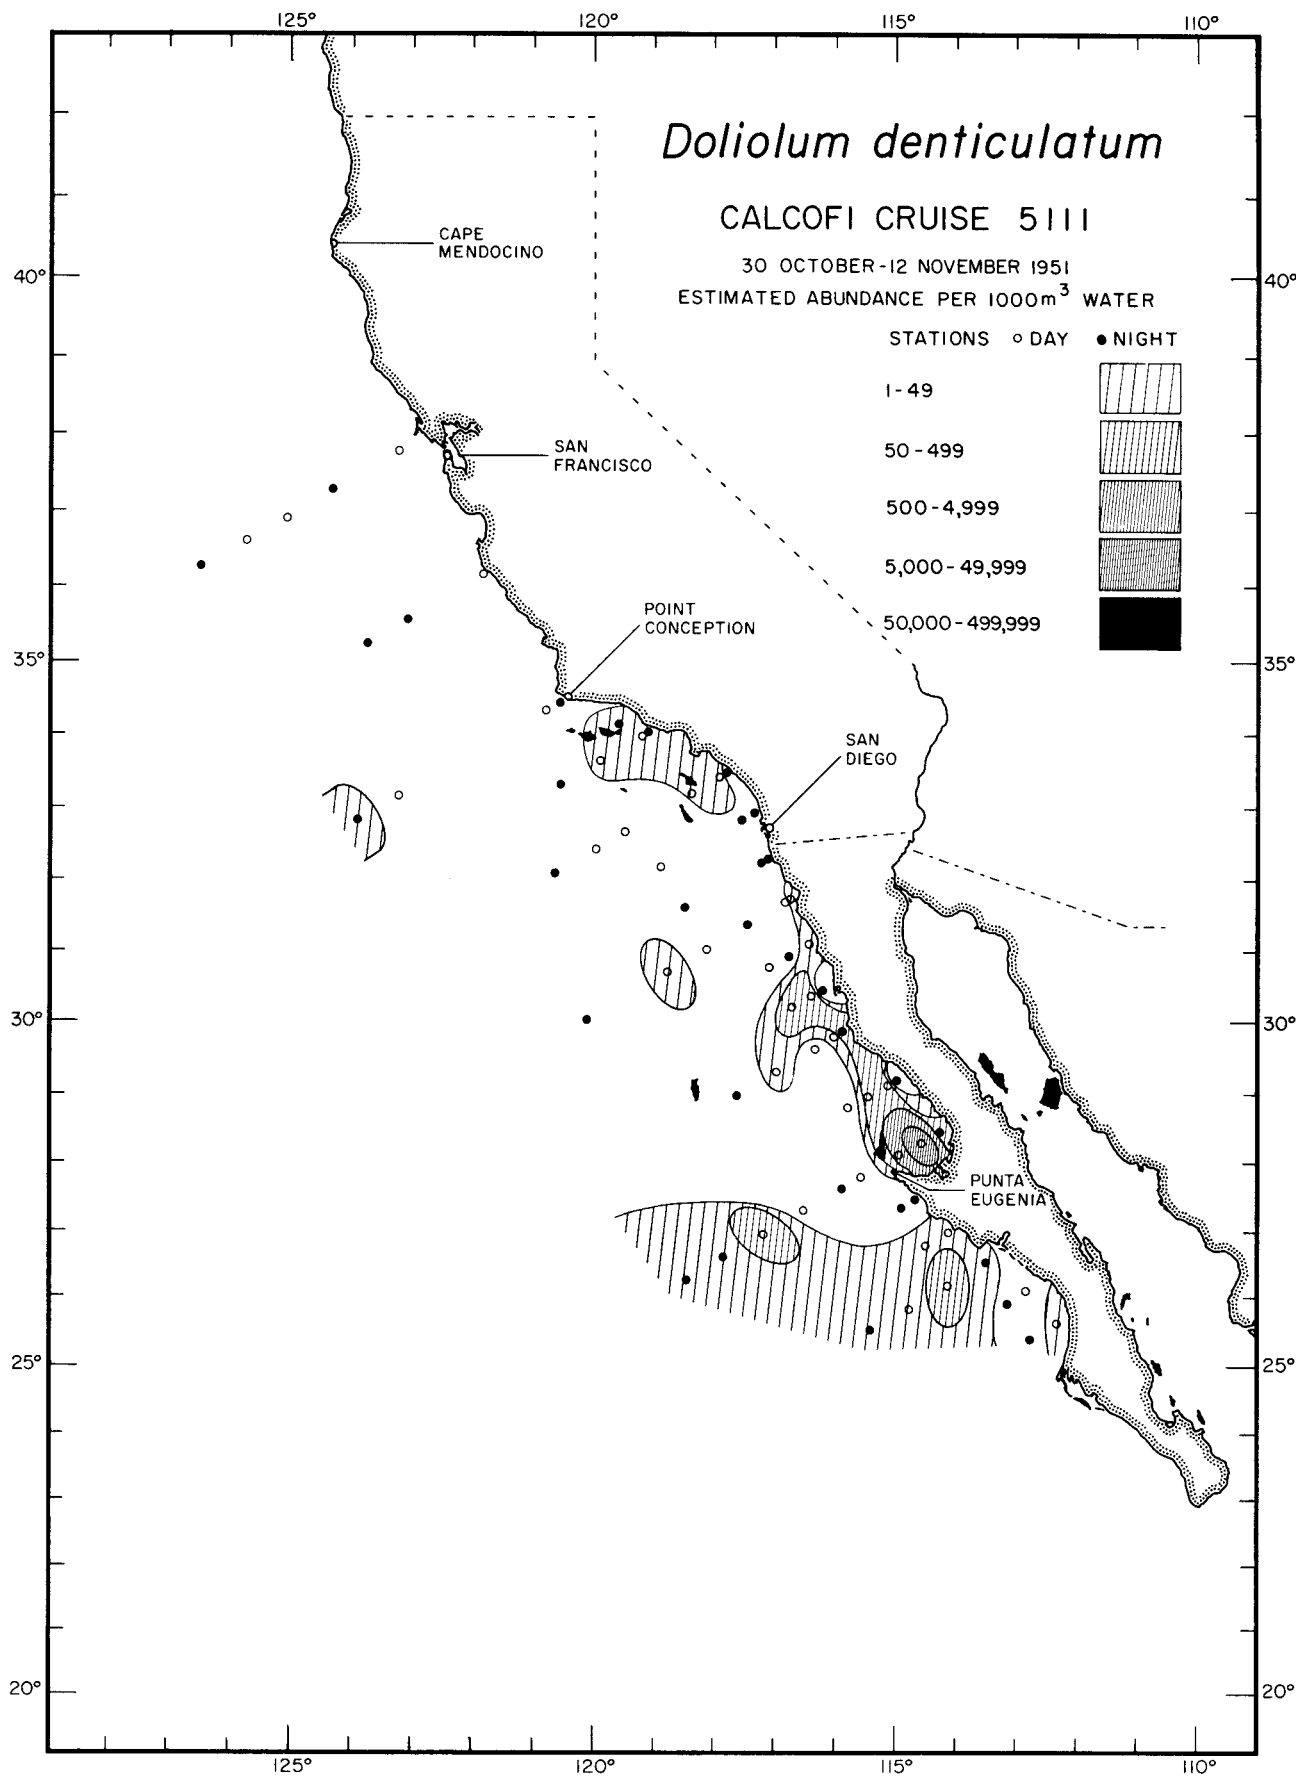 125° 120° 115° 110°
Doliolum denticulatum
CALCOFI CRUISE 5111
30 OCTOBER-12 NOVEMBER 1951
ESTIMATED ABUNDANCE PER 1000m³ WATER
STATIONS ○ DAY ● NIGHT
1-49
50-499
500-4,999
5,000-49,999
50,000-499,999
CAPE
MENDOCINO
40° 40°
SAN
FRANCISCO
POINT
CONCEPTION
35° 35°
SAN
DIEGO
30° 30°
PUNTA
EUGENIA
25° 25°
20° 20°
125° 120° 115° 110°